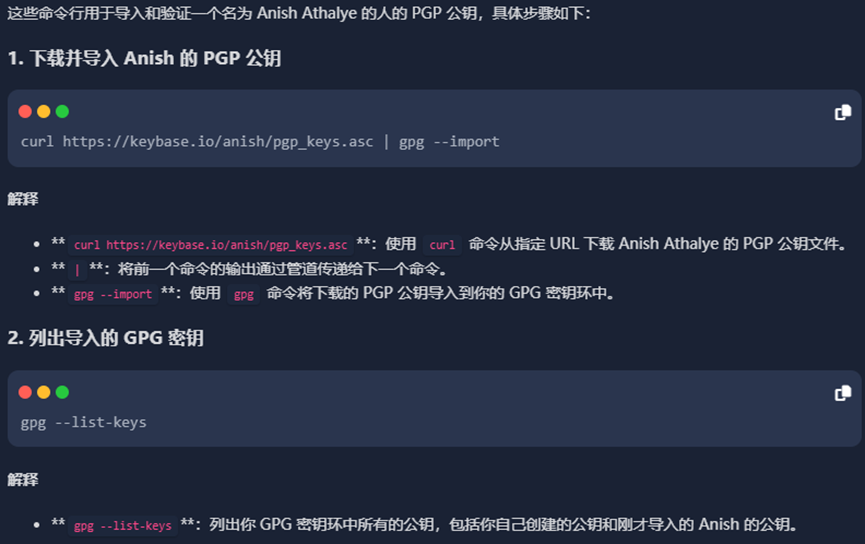 这些命令行用于导入和验证一个名为 Anish Athalye 的人的 PGP 公钥，具体步骤如下：
1. 下载并导入 Anish 的 PGP 公钥
curl https://keybase.io/anish/pgp_keys.asc | gpg --import
解释
• ** curl https://keybase.io/anish/pgp_keys.asc **：使用 curl 命令从指定 URL 下载 Anish Athalye 的 PGP 公钥文件。
• ** | **：将前一个命令的输出通过管道传递给下一个命令。
• ** gpg --import **：使用 gpg 命令将下载的 PGP 公钥导入到你的 GPG 密钥环中。
2. 列出导入的 GPG 密钥
gpg --list-keys
解释
• ** gpg --list-keys **：列出你 GPG 密钥环中所有的公钥，包括你自己创建的公钥和刚才导入的 Anish 的公钥。